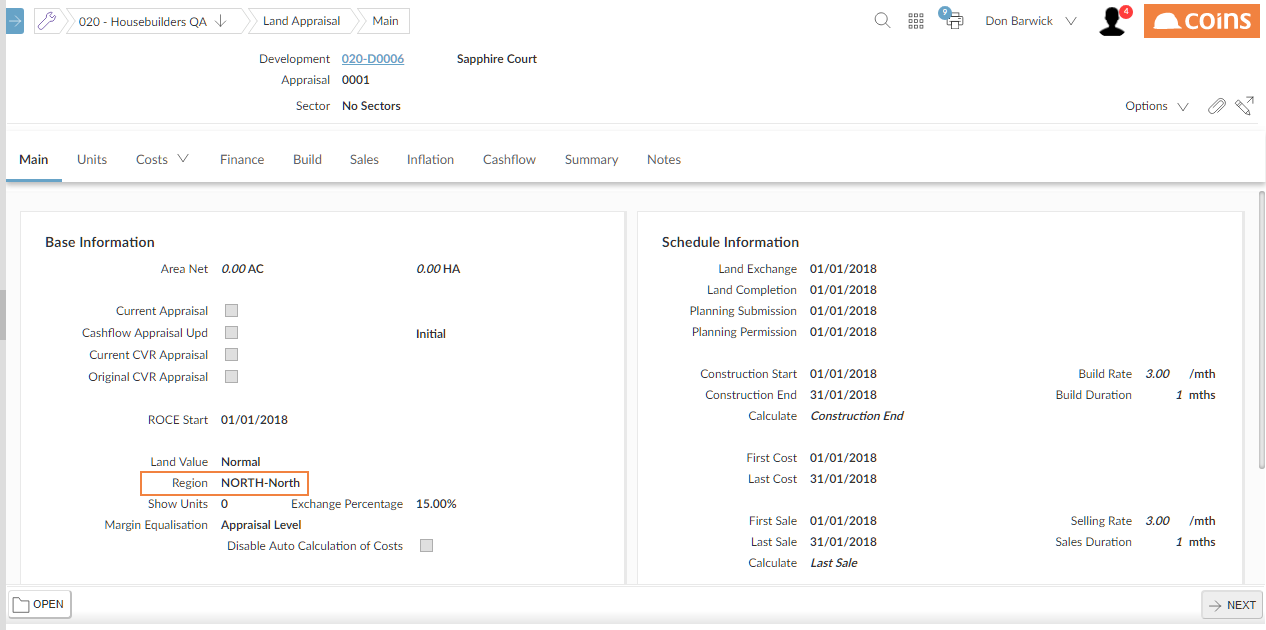 020 - Housebuilders QA
Land Appraisal
Main
9
Don Barwick
4
coins
Development 020-D0006 Sapphire Court
Appraisal 0001
Sector No Sectors
Options
Main Units Costs Finance Build Sales Inflation Cashflow Summary Notes
Base Information
Area Net 0.00 AC 0.00 HA
Current Appraisal
Cashflow Appraisal Upd Initial
Current CVR Appraisal
Original CVR Appraisal
ROCE Start 01/01/2018
Land Value Normal
Region NORTH-North
Show Units 0 Exchange Percentage 15.00%
Margin Equalisation Appraisal Level
Disable Auto Calculation of Costs
Schedule Information
Land Exchange 01/01/2018
Land Completion 01/01/2018
Planning Submission 01/01/2018
Planning Permission 01/01/2018
Construction Start 01/01/2018 Build Rate 3.00 /mth
Construction End 31/01/2018 Build Duration 1 mths
Calculate Construction End
First Cost 01/01/2018
Last Cost 31/01/2018
First Sale 01/01/2018 Selling Rate 3.00 /mth
Last Sale 31/01/2018 Sales Duration 1 mths
Calculate Last Sale
OPEN
NEXT